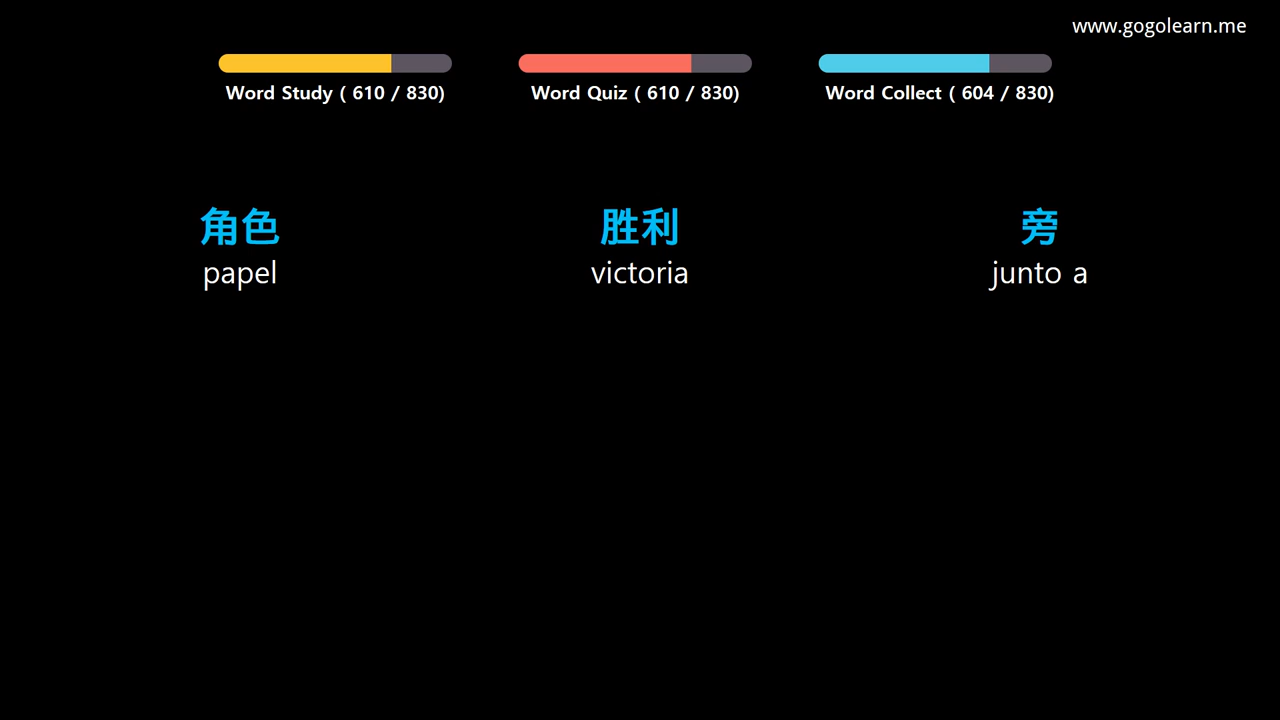 www.gogolearn.me
Word Study ( 610 / 830)
Word Quiz ( 610 / 830)
Word Collect ( 604 / 830)
角色
papel
胜利
victoria
旁
junto a